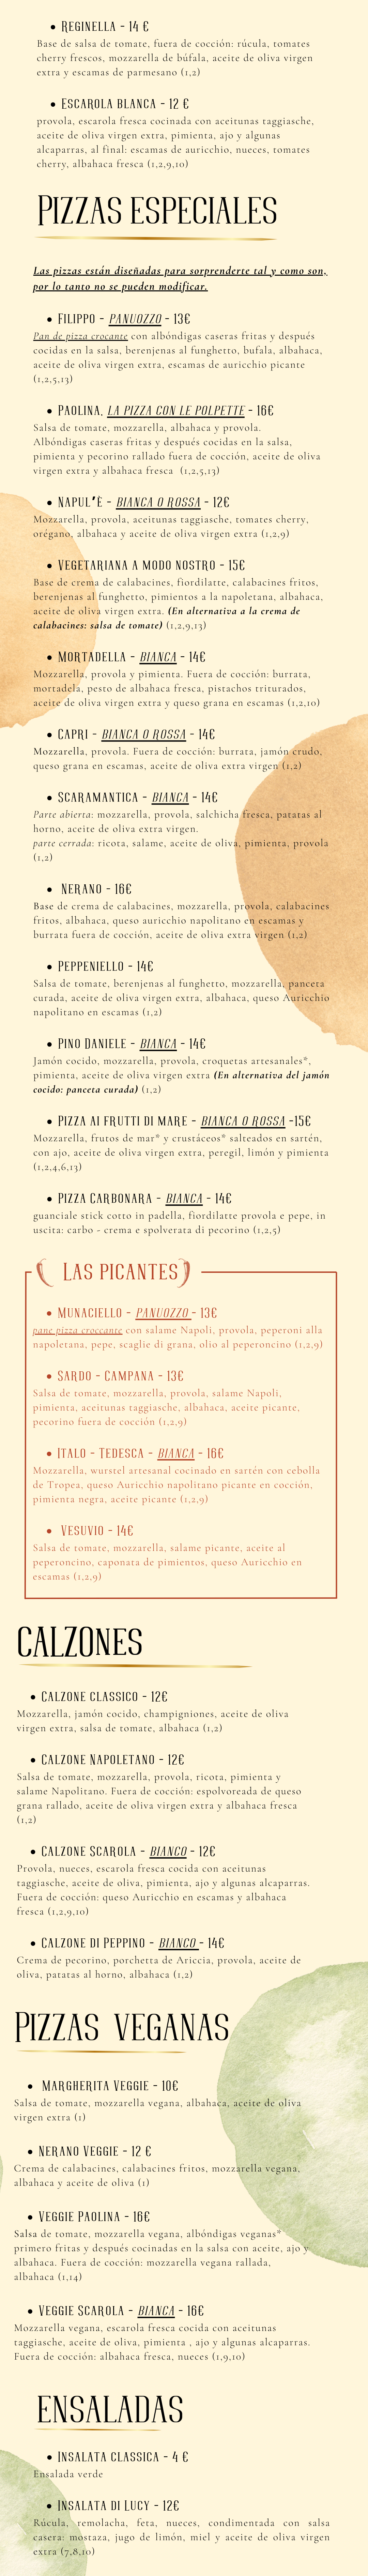 • Reginella - 14 €
Base de salsa de tomate, fuera de cocción: rúcula, tomates
cherry frescos, mozzarella de búfala, aceite de oliva virgen
extra y escamas de parmesano (1,2)
• Escarola blanca - 12 €
provola, escarola fresca cocinada con aceitunas taggiasche,
aceite de oliva virgen extra, pimienta, ajo y algunas
alcaparras, al final: escamas de auricchio, nueces, tomates
cherry, albahaca fresca (1,2,9,10)
Pizzas especiales
Las pizzas están diseñadas para sorprenderte tal y como son,
por lo tanto no se pueden modificar.
• Filippo - panuozzo - 13€
Pan de pizza crocante con albóndigas caseras fritas y después
cocidas en la salsa, berenjenas al funghetto, bufala, albahaca,
aceite de oliva virgen extra, escamas de auricchio picante
(1,2,5,13)
• Paolina, la pizza con le polpette - 16€
Salsa de tomate, mozzarella, albahaca y provola.
Albóndigas caseras fritas y después cocidas en la salsa,
pimienta y pecorino rallado fuera de cocción, aceite de oliva
virgen extra y albahaca fresca (1,2,5,13)
• Napul'è - bianca o rossa - 12€
Mozzarella, provola, aceitunas taggiasche, tomates cherry,
orégano, albahaca y aceite de oliva virgen extra (1,2,9)
• Vegetariana a modo nostro - 15€
Base de crema de calabacines, fiordilatte, calabacines fritos,
berenjenas al funghetto, pimientos a la napoletana, albahaca,
aceite de oliva virgen extra. (En alternativa a la crema de
calabacines: salsa de tomate) (1,2,9,13)
• Mortadella - bianca - 14€
Mozzarella, provola y pimienta. Fuera de cocción: burrata,
mortadela, pesto de albahaca fresca, pistachos triturados,
aceite de oliva virgen extra y queso grana en escamas (1,2,10)
• Capri - bianca o rossa - 14€
Mozzarella, provola. Fuera de cocción: burrata, jamón crudo,
queso grana en escamas, aceite de oliva extra virgen (1,2)
• Scaramantica - bianca - 14€
Parte abierta: mozzarella, provola, salchicha fresca, patatas al
horno, aceite de oliva extra virgen.
parte cerrada: ricota, salame, aceite de oliva, pimienta, provola
(1,2)
• Nerano - 16€
Base de crema de calabacines, mozzarella, provola, calabacines
fritos, albahaca, queso auricchio napolitano en escamas y
burrata fuera de cocción, aceite de oliva extra virgen (1,2)
• Peppeniello - 14€
Salsa de tomate, berenjenas al funghetto, mozzarella, panceta
curada, aceite de oliva virgen extra, albahaca, queso Auricchio
napolitano en escamas (1,2)
• Pino Daniele - bianca - 14€
Jamón cocido, mozzarella, provola, croquetas artesanales*,
pimienta, aceite de oliva virgen extra (En alternativa del jamón
cocido: panceta curada) (1,2)
• Pizza ai frutti di mare - bianca o rossa -15€
Mozzarella, frutos de mar* y crustáceos* salteados en sartén,
con ajo, aceite de oliva virgen extra, peregil, limón y pimienta
(1,2,4,6,13)
• Pizza carbonara - bianca - 14€
guanciale stick cotto in padella, fiordilatte provola e pepe, in
uscita: carbo - crema e spolverata di pecorino (1,2,5)
Las picantes
• Munaciello - panuozzo - 13€
pane pizza croccante con salame Napoli, provola, peperoni alla
napoletana, pepe, scaglie di grana, olio al peperoncino (1,2,9)
• Sardo - Campana - 13€
Salsa de tomate, mozzarella, provola, salame Napoli,
pimienta, aceitunas taggiasche, albahaca, aceite picante,
pecorino fuera de cocción (1,2,9)
• Italo - Tedesca - bianca - 16€
Mozzarella, wurstel artesanal cocinado en sartén con cebolla
de Tropea, queso Auricchio napolitano picante en cocción,
pimienta negra, aceite picante (1,2,9)
• Vesuvio - 14€
Salsa de tomate, mozzarella, salame picante, aceite al
peperoncino, caponata de pimientos, queso Auricchio en
escamas (1,2,9)
Calzones
• Calzone classico - 12€
Mozzarella, jamón cocido, champigniones, aceite de oliva
virgen extra, salsa de tomate, albahaca (1,2)
• Calzone Napoletano - 12€
Salsa de tomate, mozzarella, provola, ricota, pimienta y
salame Napolitano. Fuera de cocción: espolvoreada de queso
grana rallado, aceite de oliva virgen extra y albahaca fresca
(1,2)
• Calzone Scarola - bianco - 12€
Provola, nueces, escarola fresca cocida con aceitunas
taggiasche, aceite de oliva, pimienta, ajo y algunas alcaparras.
Fuera de cocción: queso Auricchio en escamas y albahaca
fresca (1,2,9,10)
• Calzone di Peppino - bianco - 14€
Crema de pecorino, porchetta de Ariccia, provola, aceite de
oliva, patatas al horno, albahaca (1,2)
Pizzas veganas
• Margherita Veggie - 10€
Salsa de tomate, mozzarella vegana, albahaca, aceite de oliva
virgen extra (1)
• Nerano Veggie - 12 €
Crema de calabacines, calabacines fritos, mozzarella vegana,
albahaca y aceite de oliva (1)
• Veggie Paolina - 16€
Salsa de tomate, mozzarella vegana, albóndigas veganas*
primero fritas y después cocinadas en la salsa con aceite, ajo y
albahaca. Fuera de cocción: mozzarella vegana rallada,
albahaca (1,14)
• Veggie Scarola - bianca - 16€
Mozzarella vegana, escarola fresca cocida con aceitunas
taggiasche, aceite de oliva, pimienta , ajo y algunas alcaparras.
Fuera de cocción: albahaca fresca, nueces (1,9,10)
Ensaladas
• Insalata classica - 4 €
Ensalada verde
• Insalata di Lucy - 12€
Rúcula, remolacha, feta, nueces, condimentada con salsa
casera: mostaza, jugo de limón, miel y aceite de oliva virgen
extra (7,8,10)